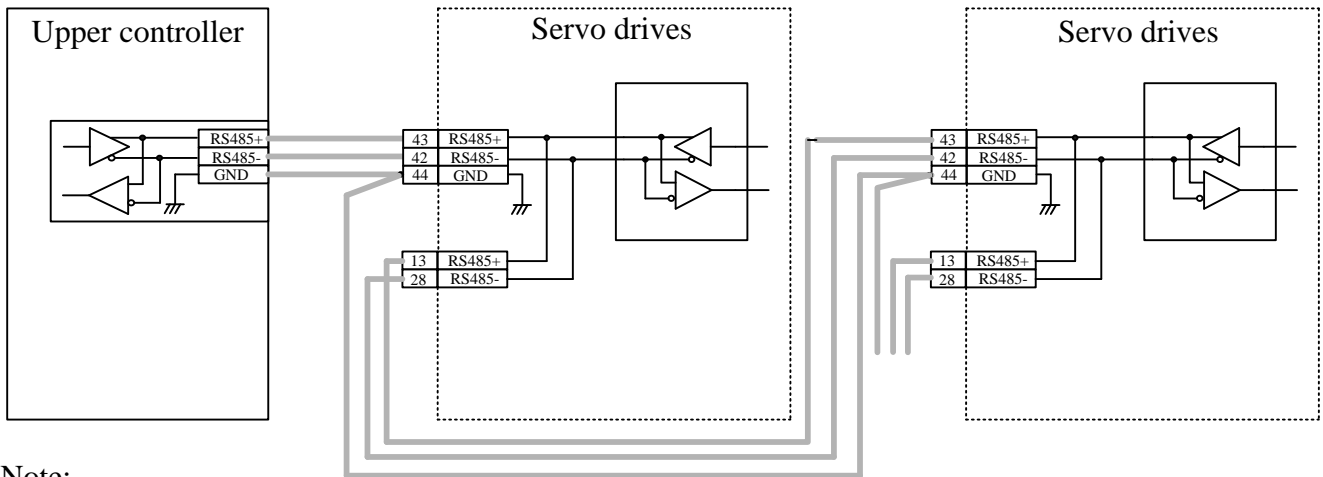 Upper controller
Servo drives
Servo drives
RS485+
RS485-
GND
43 RS485+
42 RS485-
44 GND
13 RS485+
28 RS485-
43 RS485+
42 RS485-
44 GND
13 RS485+
28 RS485-
Note: